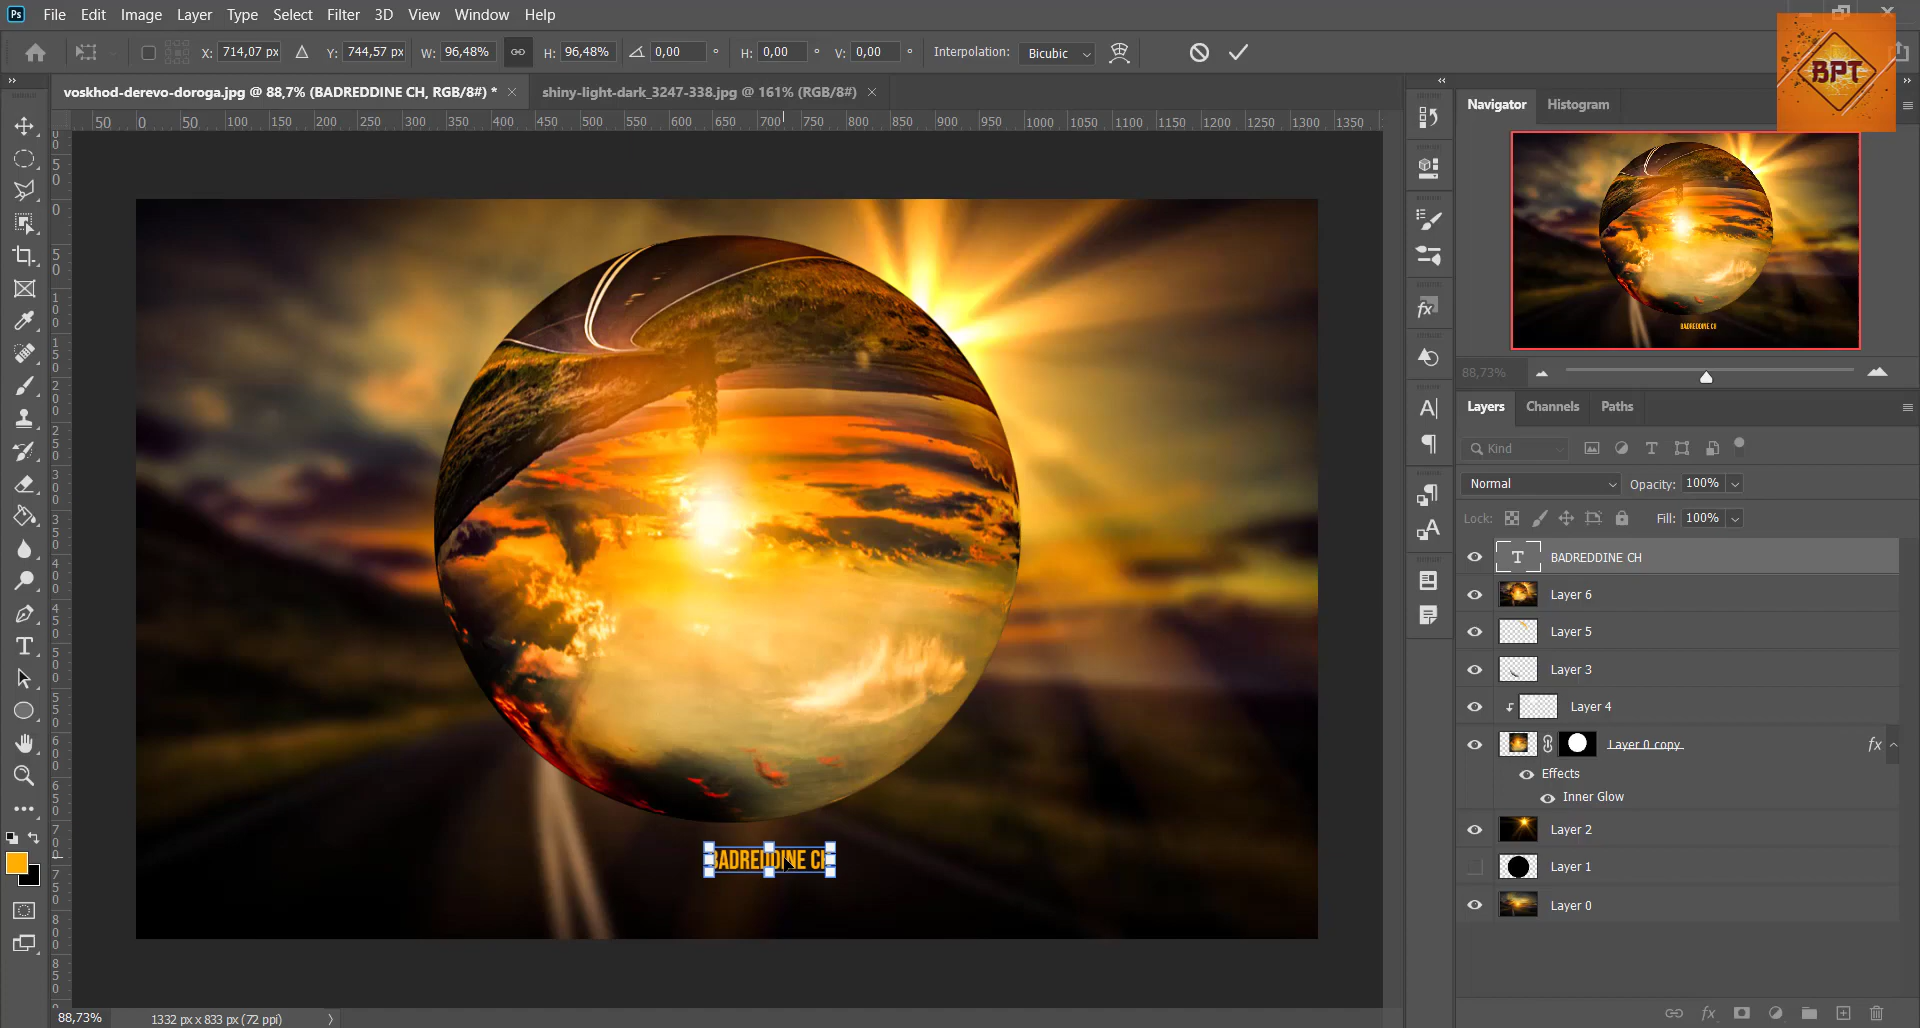 Ps File Edit Image Layer Type Select Filter 3D View Window Help
X: 714,07 px Y: 744,57 px W: 96,48% H: 96,48% 0,00 ° H: 0,00 ° V: 0,00 ° Interpolation: Bicubic
BPT
voskhod-derevo-doroga.jpg @ 88,7% (BADREDDINE CH, RGB/8#) * shiny-light-dark_3247-338.jpg @ 161% (RGB/8#)
Navigator Histogram
50 0 50 100 150 200 250 300 350 400 450 500 550 600 650 700 750 800 850 900 950 1000 1050 1100 1150 1200 1250 1300 1350
BADREDDINE CH
88,73%
Layers Channels Paths
Kind
Normal Opacity: 100%
Lock: Fill: 100%
T BADREDDINE CH
Layer 6
Layer 5
Layer 3
Layer 4
Layer 0 copy fx
Effects
Inner Glow
Layer 2
Layer 1
Layer 0
BADREDDINE CH
88,73% 1332 px x 833 px (72 ppi)